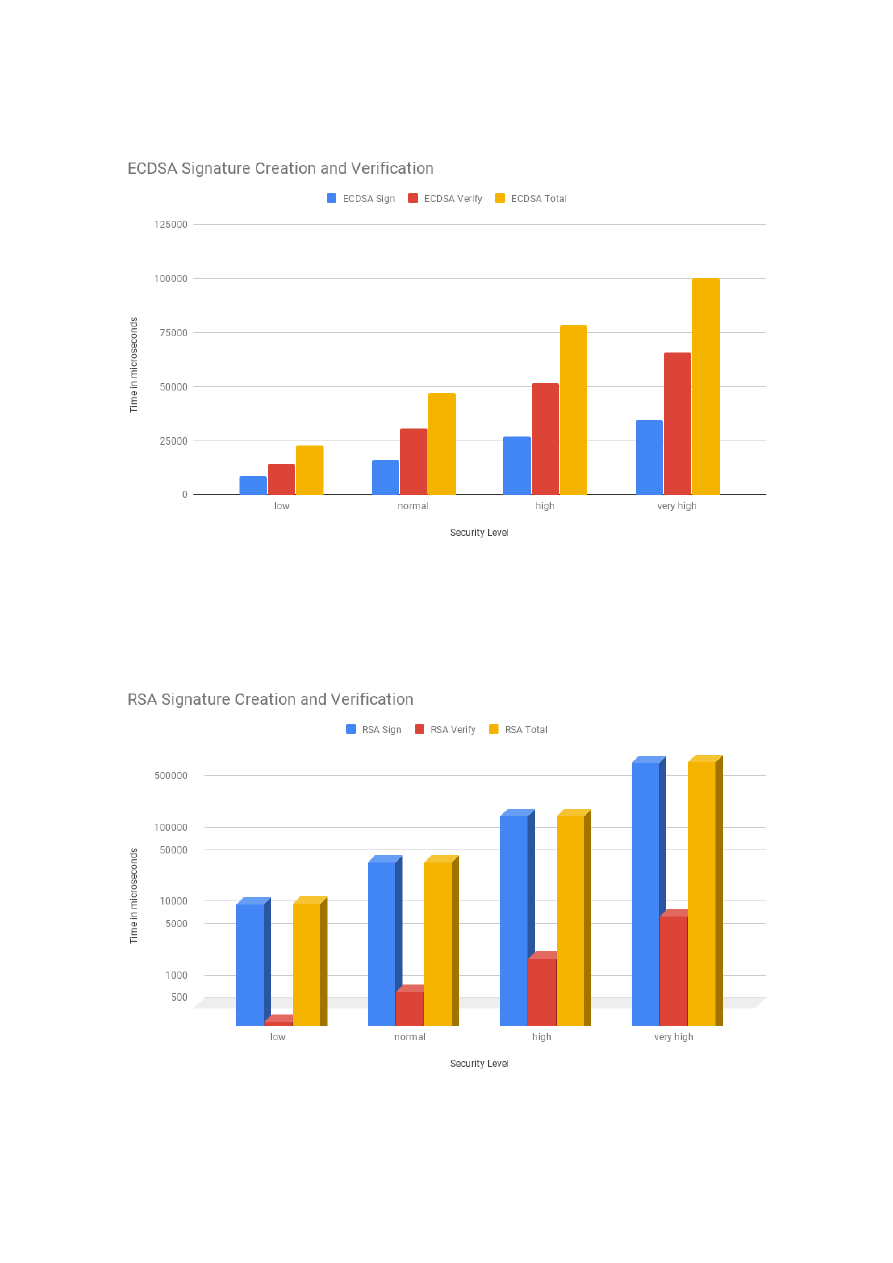 ECDSA Signature Creation and Verification
ECDSA Sign ECDSA Verify ECDSA Total
125000
100000
75000
50000
25000
0
Time in microseconds
low normal high very high
Security Level
RSA Signature Creation and Verification
RSA Sign RSA Verify RSA Total
500000
100000
50000
10000
5000
1000
500
Time in microseconds
low normal high very high
Security Level